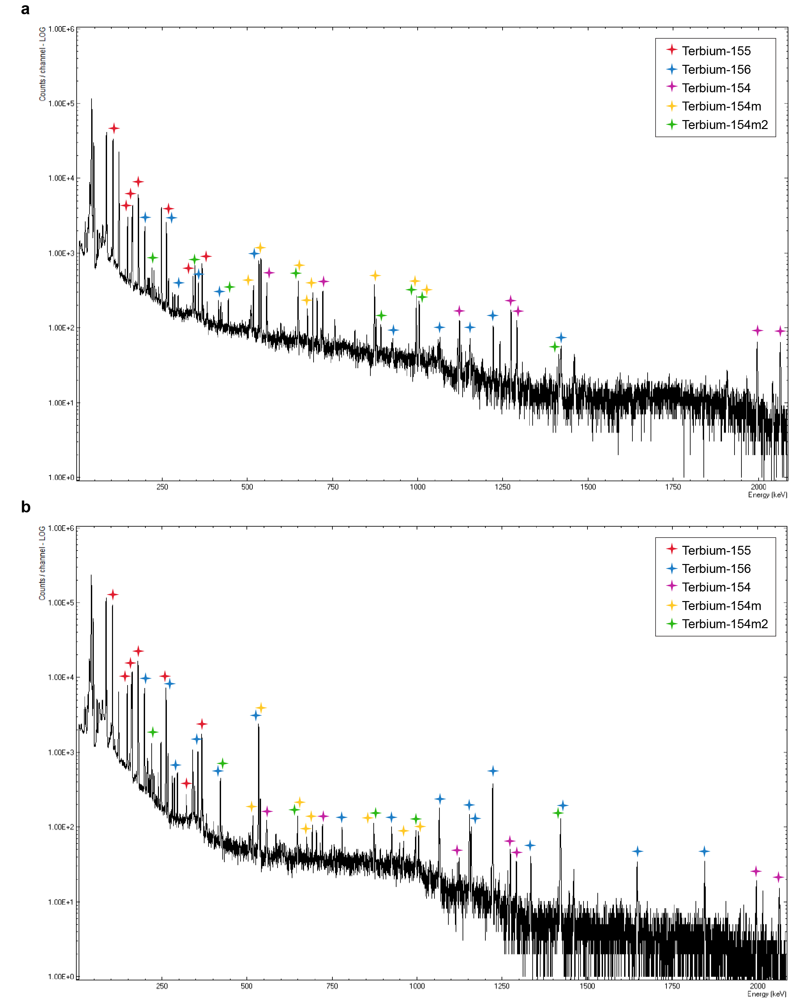 a
Counts / channel - LOG
1.00E+6
1.00E+5
1.00E+4
1.00E+3
1.00E+2
1.00E+1
1.00E+0
Terbium-155
Terbium-156
Terbium-154
Terbium-154m
Terbium-154m2
250 500 750 1000 1250 1500 1750 2000
Energy (keV)
b
Counts / channel - LOG
1.00E+6
1.00E+5
1.00E+4
1.00E+3
1.00E+2
1.00E+1
1.00E+0
Terbium-155
Terbium-156
Terbium-154
Terbium-154m
Terbium-154m2
250 500 750 1000 1250 1500 1750 2000
Energy (keV)